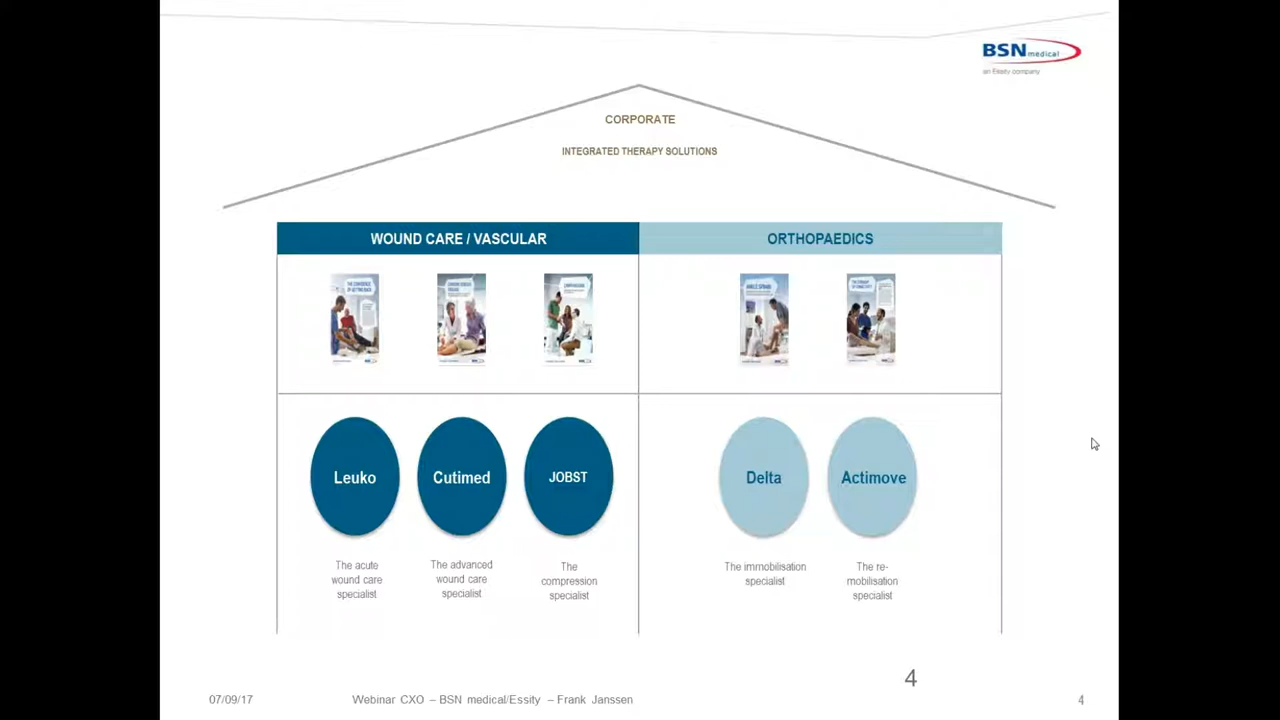 BSN medical
an Essity company
CORPORATE
INTEGRATED THERAPY SOLUTIONS
WOUND CARE / VASCULAR
ORTHOPAEDICS
ANKLE SPRAIN
Leuko
Cutimed
JOBST
Delta
Actimove
The acute
wound care
specialist
The advanced
wound care
specialist
The
compression
specialist
The immobilisation
specialist
The re-
mobilisation
specialist
4
07/09/17
Webinar CXO – BSN medical/Essity – Frank Janssen
4